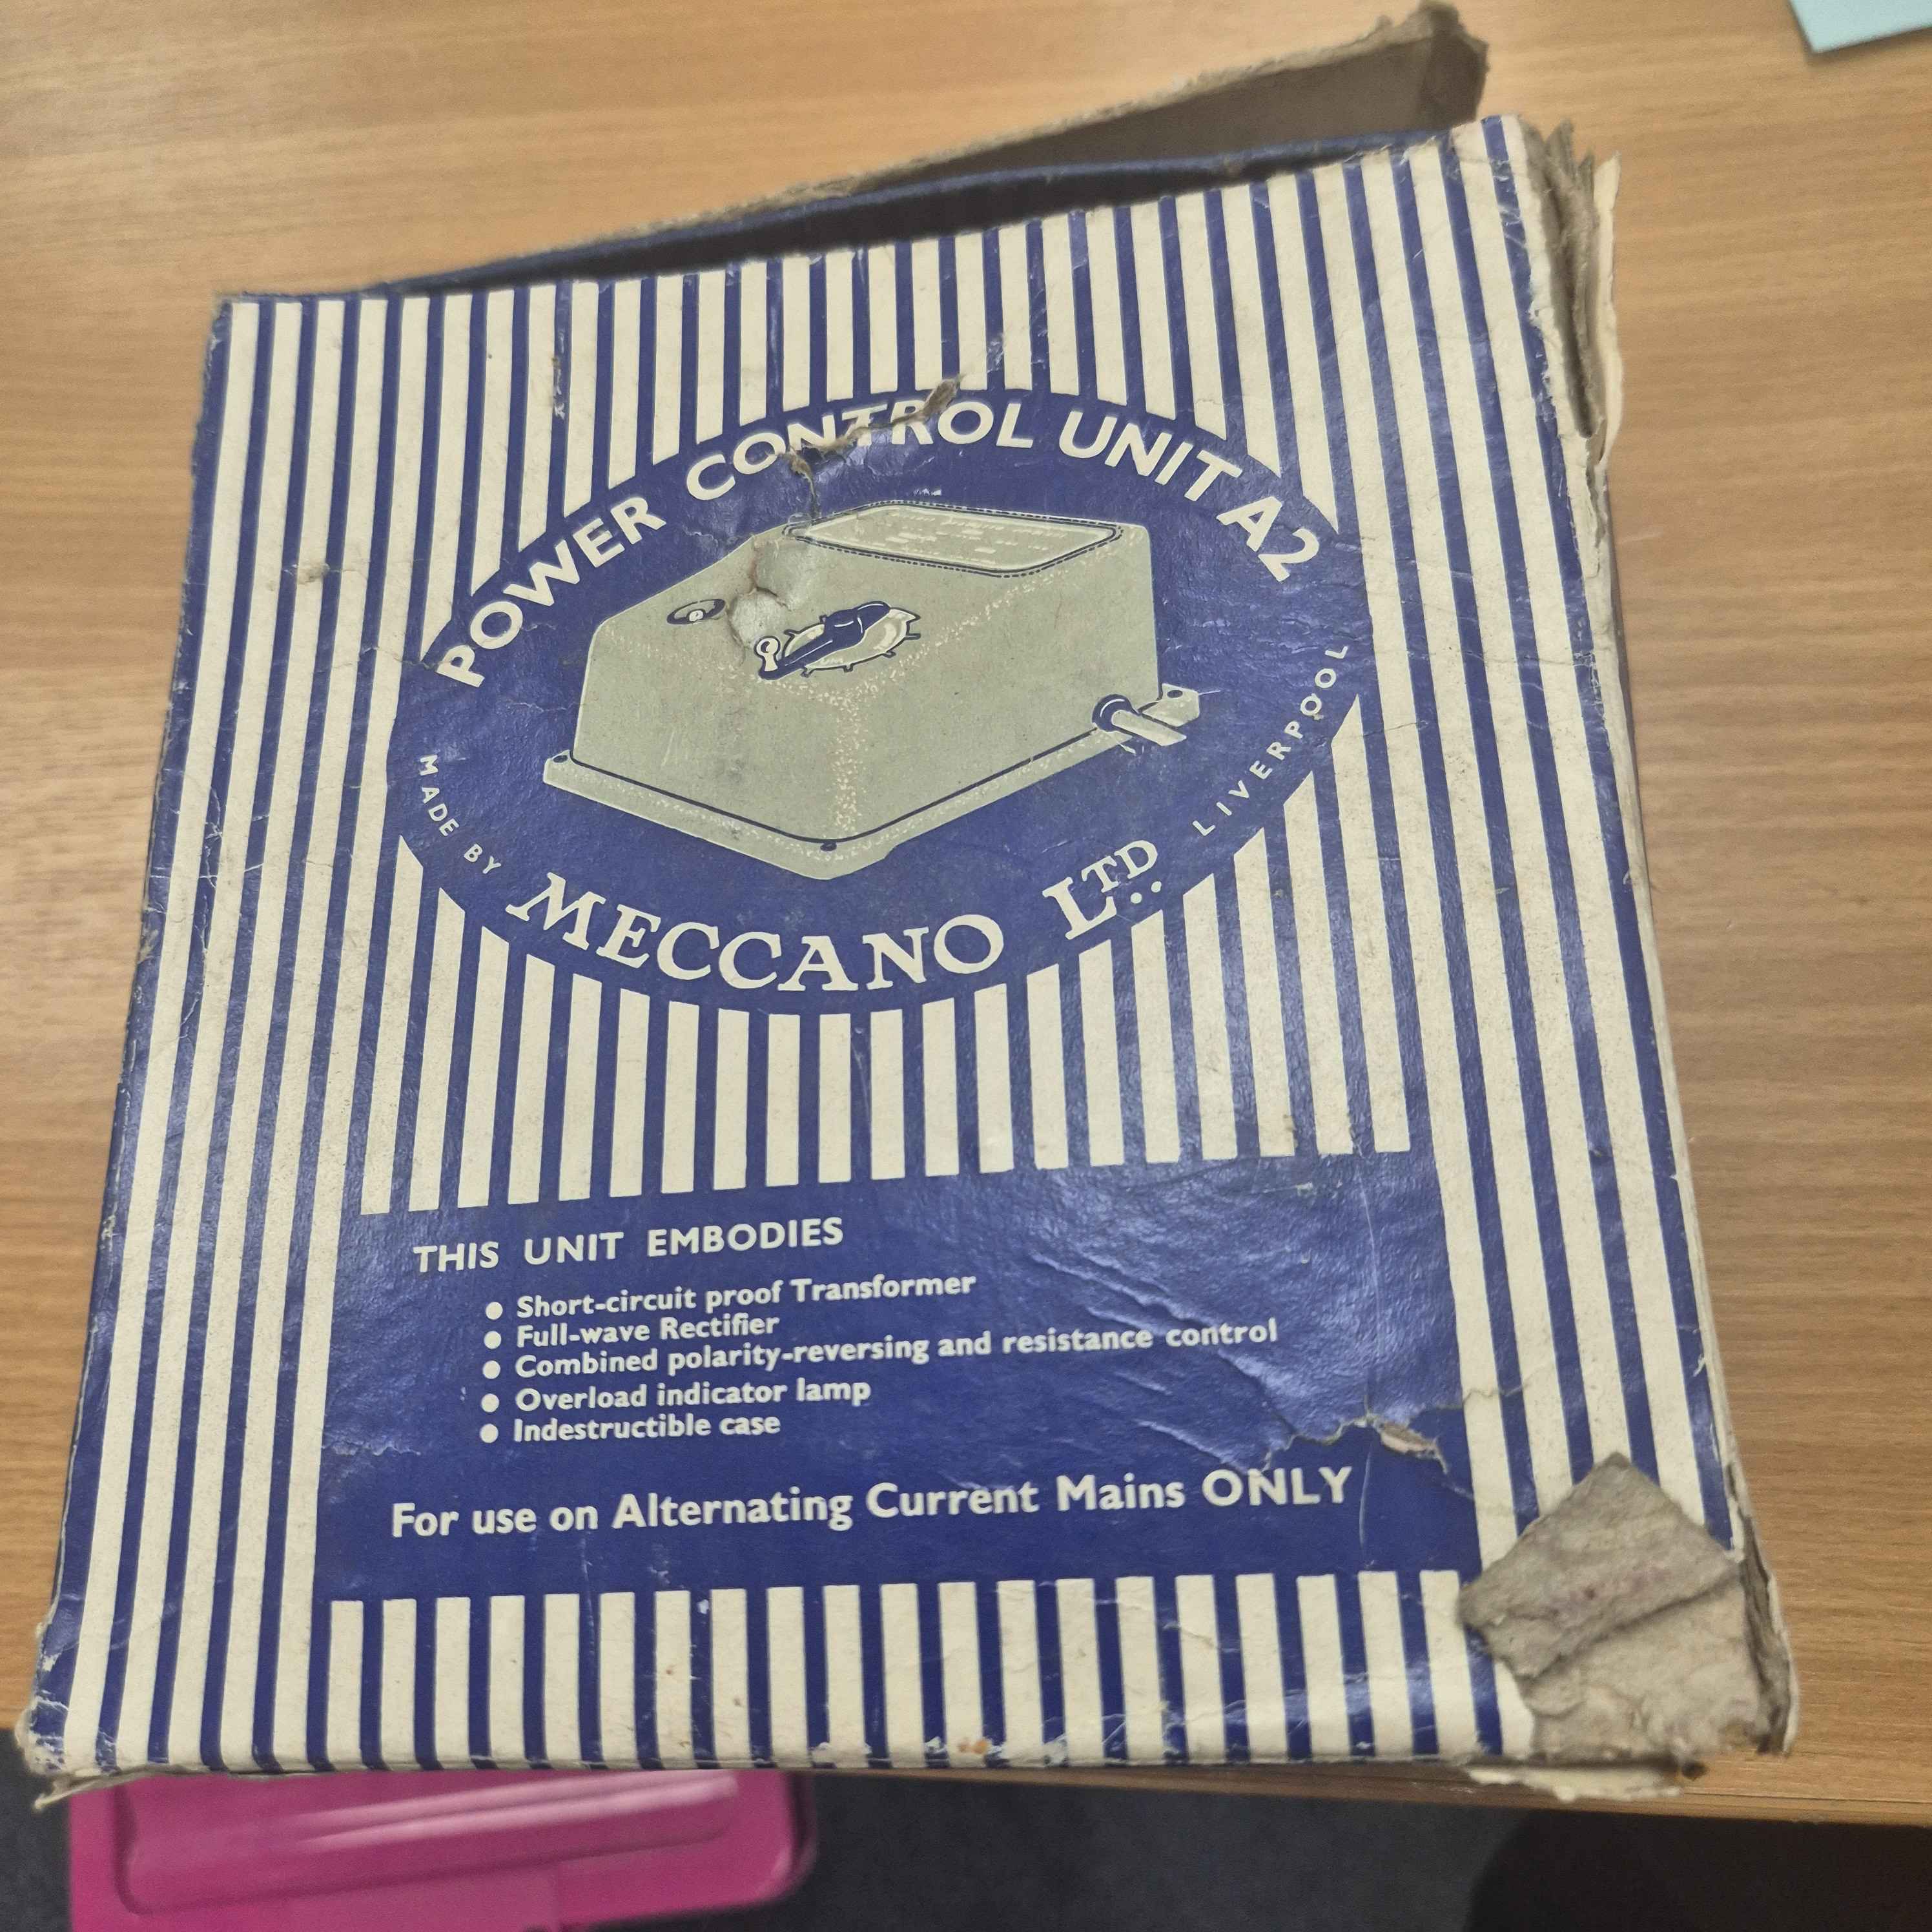 POWER CONTROL UNIT A2
MADE BY MECCANO LTD. LIVERPOOL
THIS UNIT EMBODIES
• Short-circuit proof Transformer
• Full-wave Rectifier
• Combined polarity-reversing and resistance control
• Overload indicator lamp
• Indestructible case
For use on Alternating Current Mains ONLY